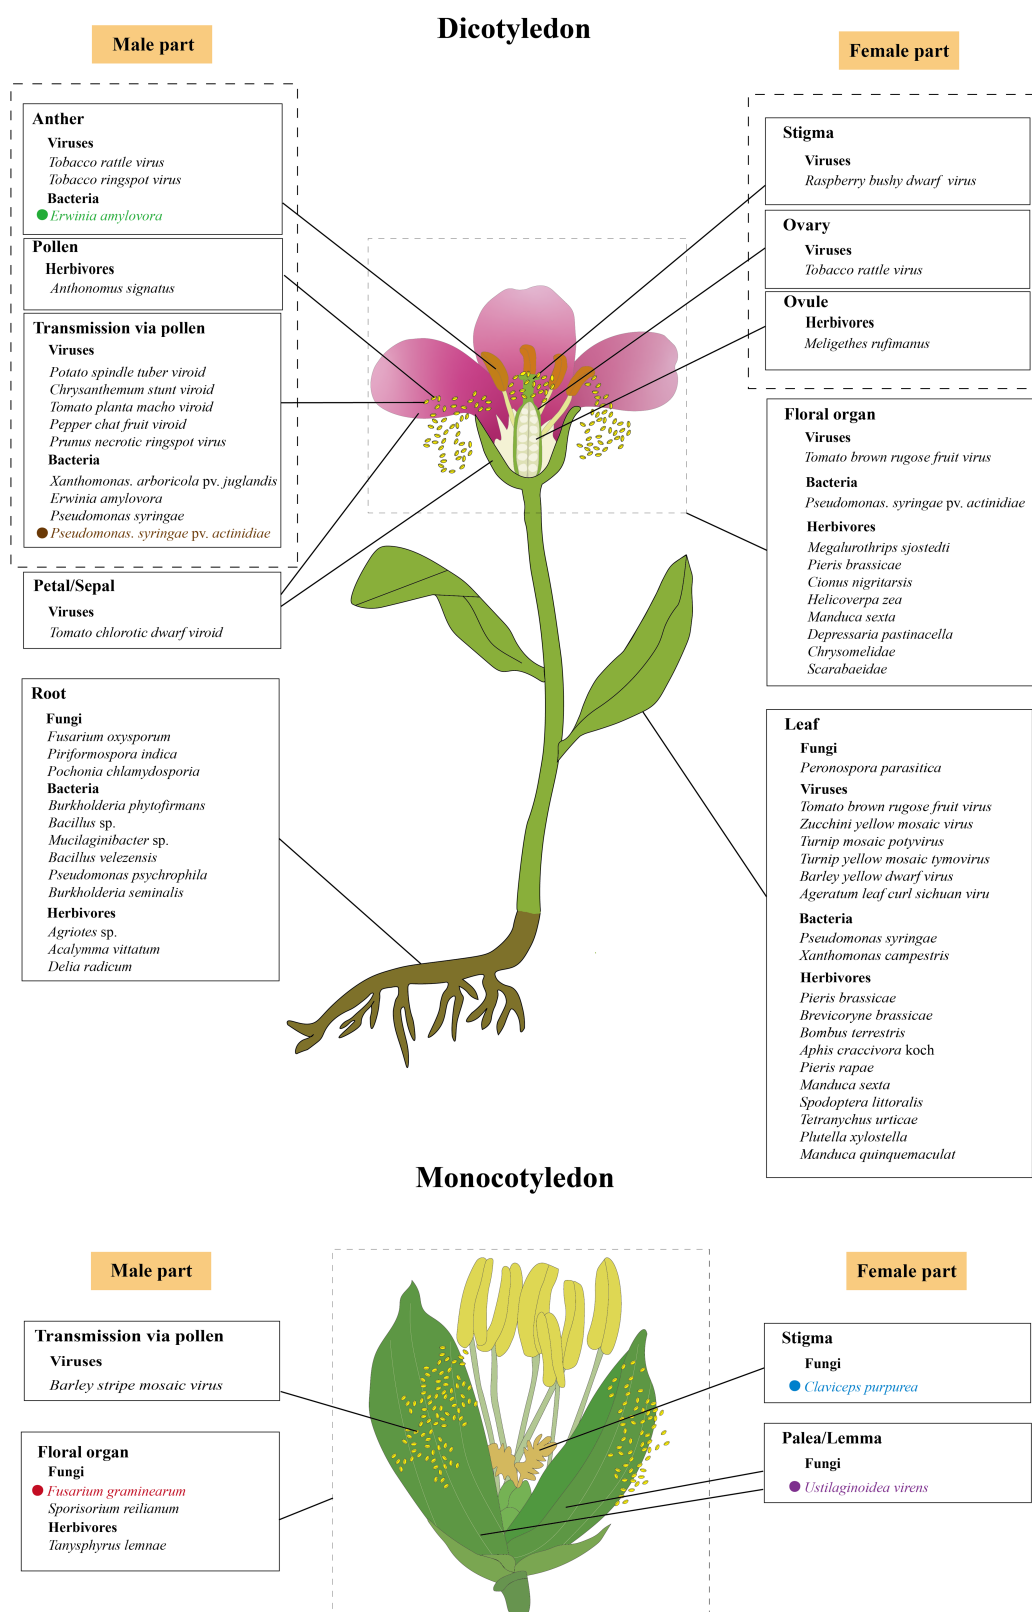 Dicotyledon
Male part
Female part
Anther
Viruses
Tobacco rattle virus
Tobacco ringspot virus
Bacteria
Erwinia amylovora
Pollen
Herbivores
Anthonomus signatus
Transmission via pollen
Viruses
Potato spindle tuber viroid
Chrysanthemum stunt viroid
Tomato planta macho viroid
Pepper chat fruit viroid
Prunus necrotic ringspot virus
Bacteria
Xanthomonas. arboricola pv. juglandis
Erwinia amylovora
Pseudomonas syringae
Pseudomonas. syringae pv. actinidiae
Petal/Sepal
Viruses
Tomato chlorotic dwarf viroid
Root
Fungi
Fusarium oxysporum
Piriformospora indica
Pochonia chlamydosporia
Bacteria
Burkholderia phytofirmans
Bacillus sp.
Mucilaginibacter sp.
Bacillus velezensis
Pseudomonas psychrophila
Burkholderia seminalis
Herbivores
Agriotes sp.
Acalymma vittatum
Delia radicum
Stigma
Viruses
Raspberry bushy dwarf virus
Ovary
Viruses
Tobacco rattle virus
Ovule
Herbivores
Meligethes rufimanus
Floral organ
Viruses
Tomato brown rugose fruit virus
Bacteria
Pseudomonas. syringae pv. actinidiae
Herbivores
Megalurothrips sjostedti
Pieris brassicae
Cionus nigritarsis
Helicoverpa zea
Manduca sexta
Depressaria pastinacella
Chrysomelidae
Scarabaeidae
Leaf
Fungi
Peronospora parasitica
Viruses
Tomato brown rugose fruit virus
Zucchini yellow mosaic virus
Turnip mosaic potyvirus
Turnip yellow mosaic tymovirus
Barley yellow dwarf virus
Ageratum leaf curl sichuan viru
Bacteria
Pseudomonas syringae
Xanthomonas campestris
Herbivores
Pieris brassicae
Brevicoryne brassicae
Bombus terrestris
Aphis craccivora koch
Pieris rapae
Manduca sexta
Spodoptera littoralis
Tetranychus urticae
Plutella xylostella
Manduca quinquemaculat
Monocotyledon
Male part
Female part
Transmission via pollen
Viruses
Barley stripe mosaic virus
Floral organ
Fungi
Fusarium graminearum
Sporisorium reilianum
Herbivores
Tanysphyrus lemnae
Stigma
Fungi
Claviceps purpurea
Palea/Lemma
Fungi
Ustilaginoidea virens